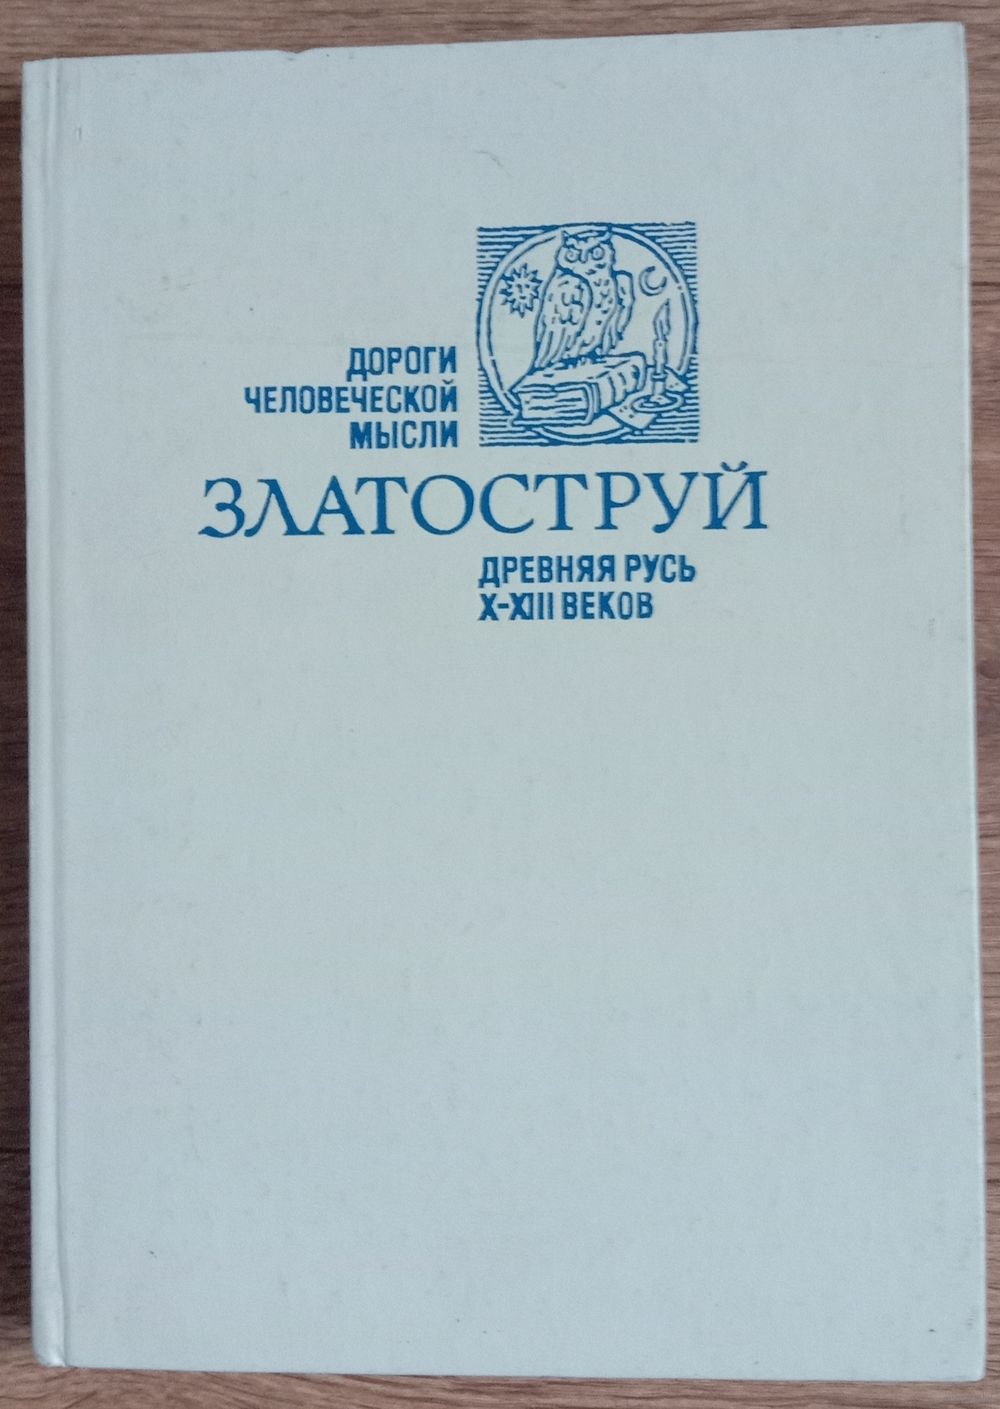 ДОРОГИ
ЧЕЛОВЕЧЕСКОЙ
МЫСЛИ
ЗЛАТОСТРУЙ
ДРЕВНЯЯ РУСЬ
X-XIII ВЕКОВ